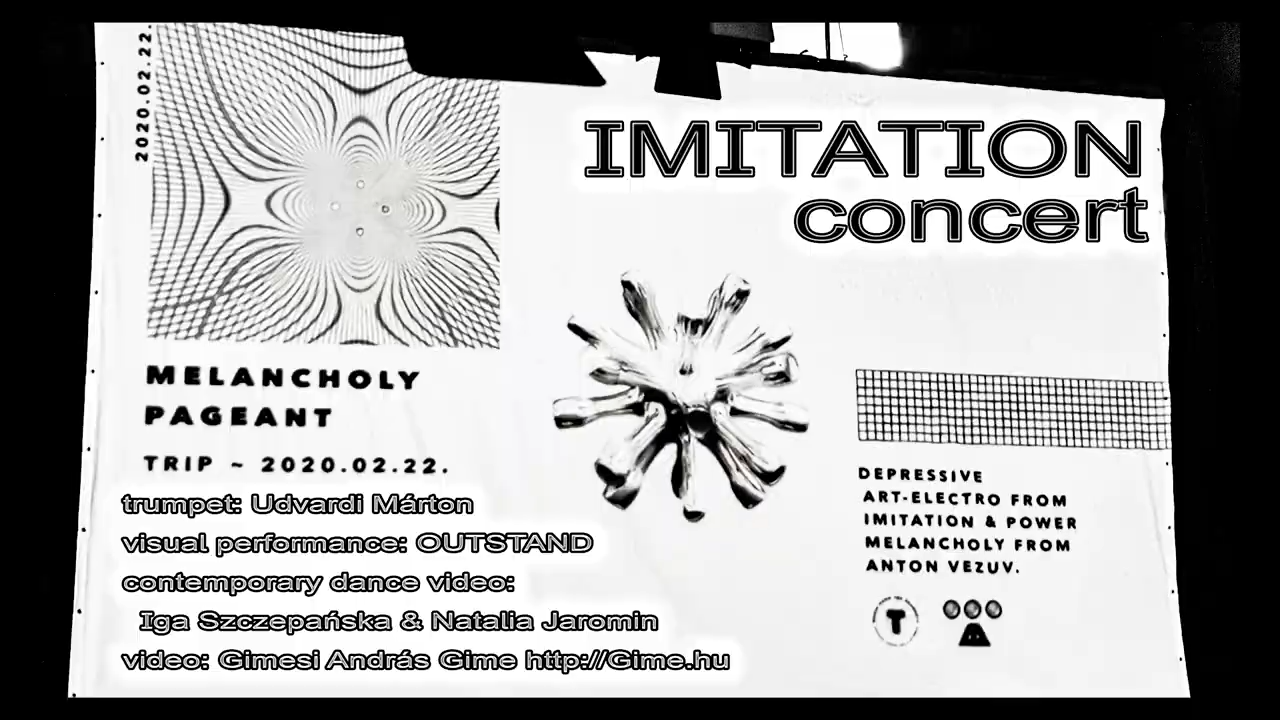 2020.02.22.
IMITATION
concert
MELANCHOLY
PAGEANT
TRIP ~ 2020.02.22.
trumpet: Udvardi Márton
visual performance: OUTSTAND
contemporary dance video:
Iga Szczepańska & Natalia Jaromin
video: Gimesi András Gime http://Gime.hu
DEPRESSIVE
ART-ELECTRO FROM
IMITATION & POWER
MELANCHOLY FROM
ANTON VEZUV.
T